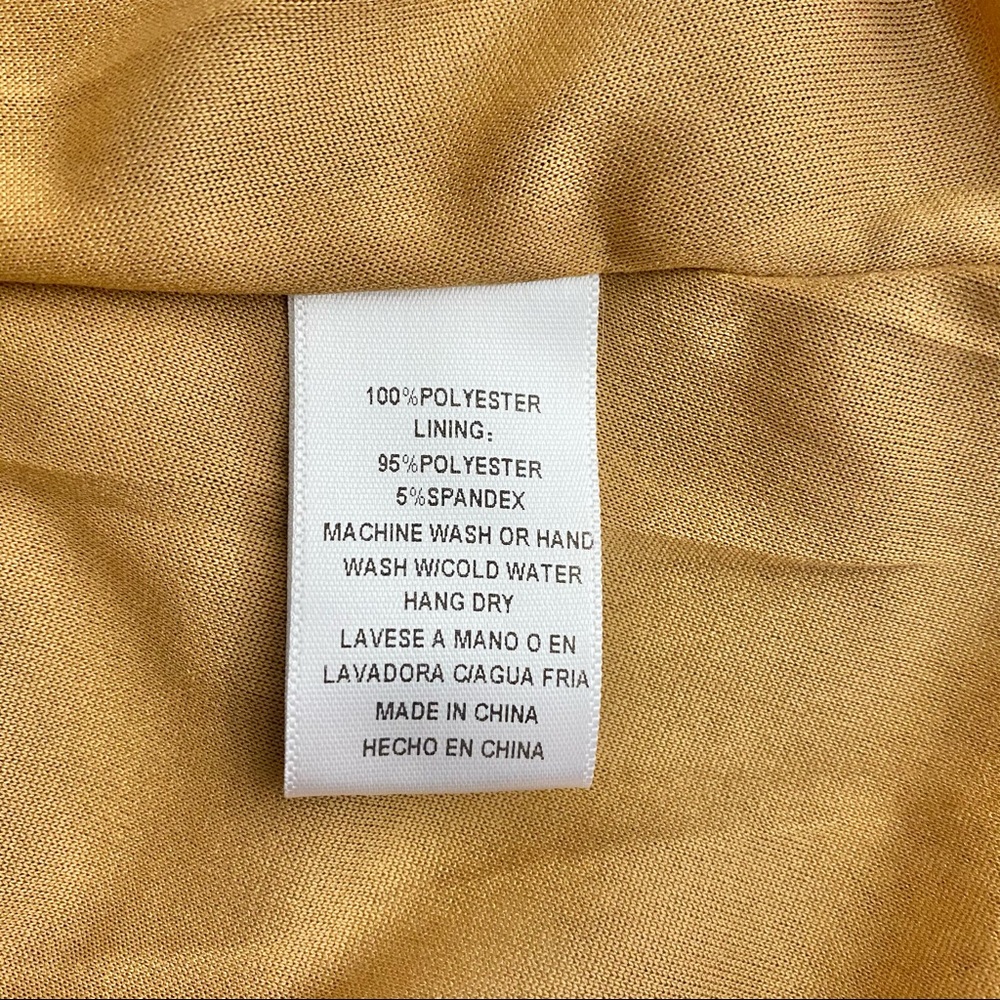 100%POLYESTER
LINING:
95%POLYESTER
5%SPANDEX
MACHINE WASH OR HAND
WASH W/COLD WATER
HANG DRY
LAVESE A MANO O EN
LAVADORA C/AGUA FRIA
MADE IN CHINA
HECHO EN CHINA